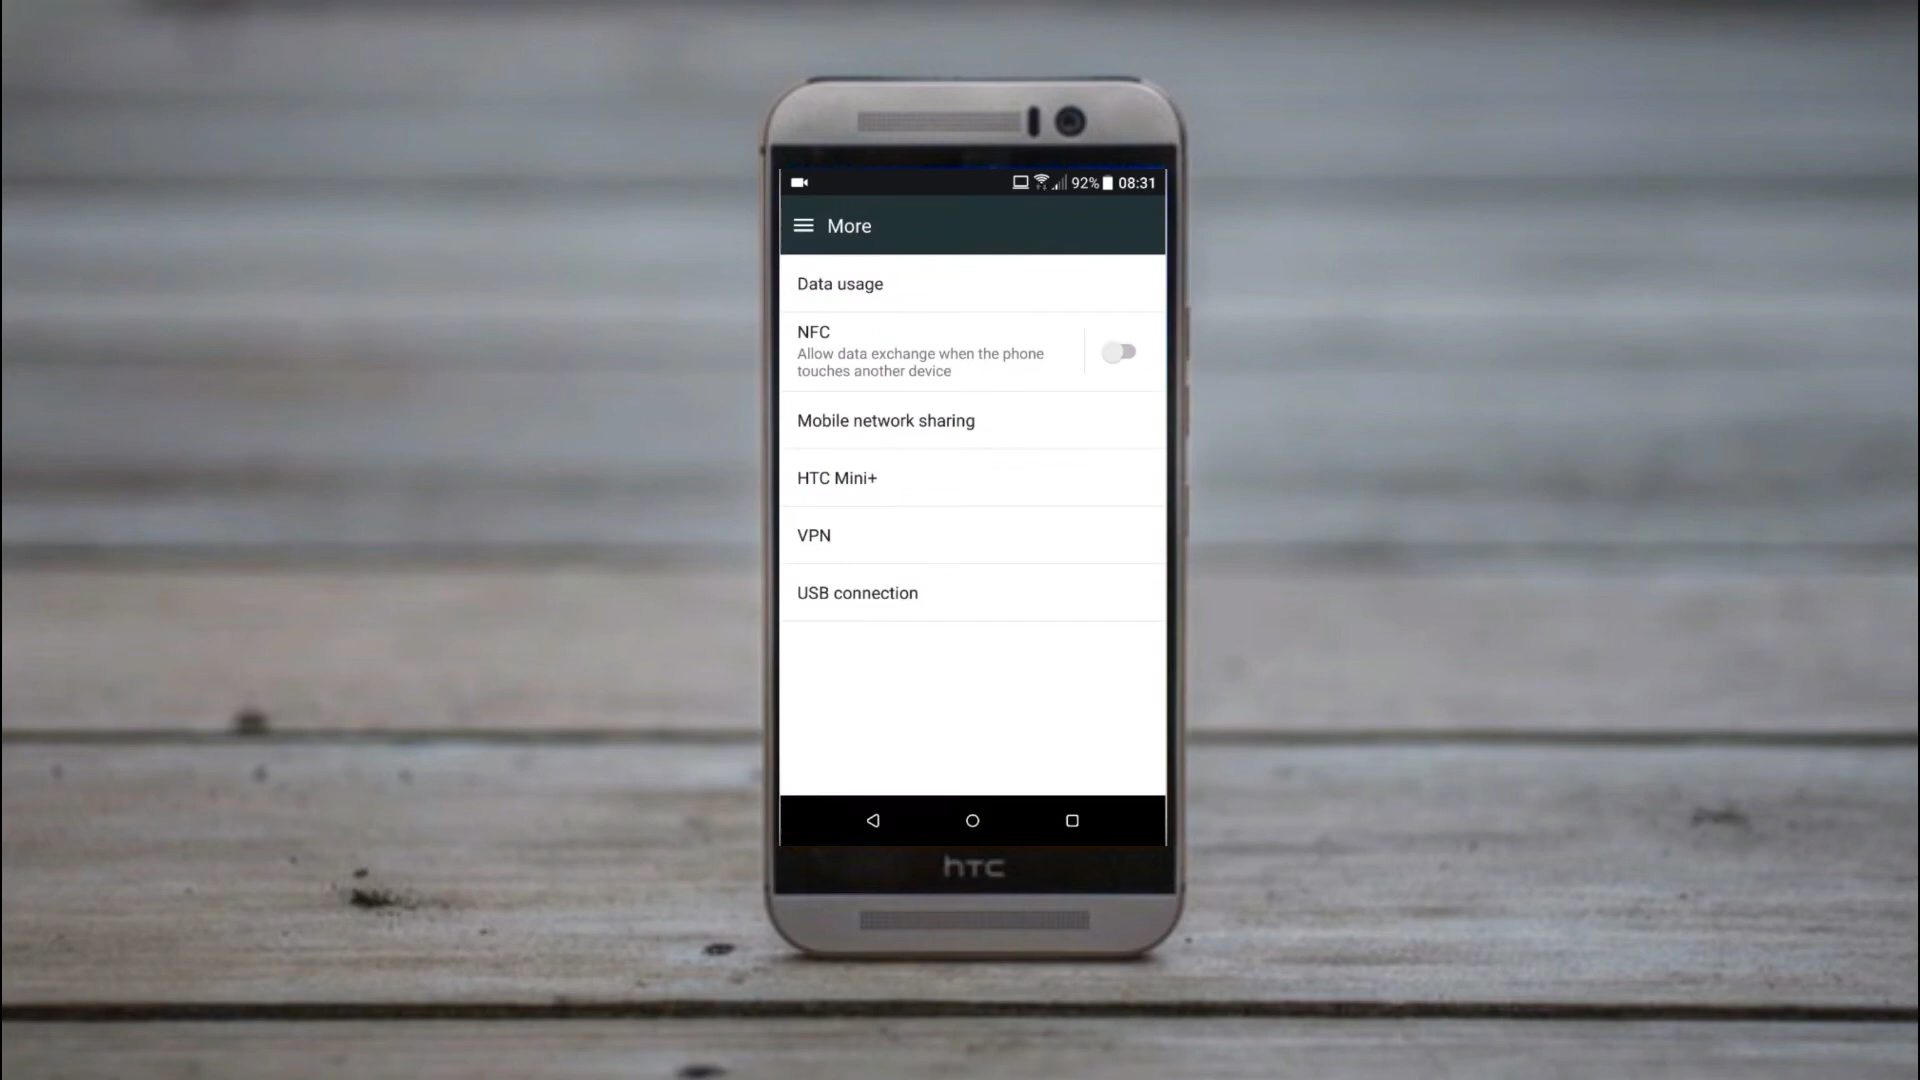 92% 08:31
More
Data usage
NFC
Allow data exchange when the phone
touches another device
Mobile network sharing
HTC Mini+
VPN
USB connection
hTC